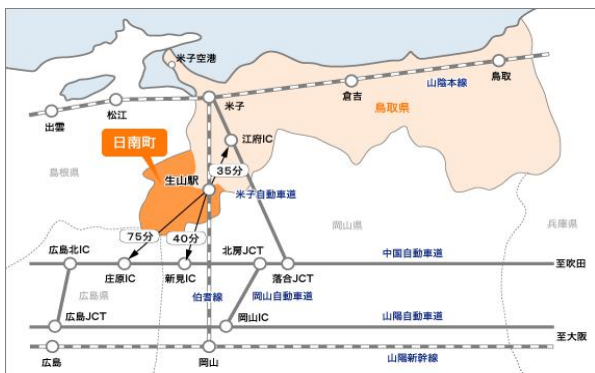 米子空港
鳥取
山陰本線
倉吉
米子
松江
出雲
鳥取県
江府IC
日南町
35分
島根県
生山駅
米子自動車道
岡山県
兵庫県
75分
40分
広島北IC
北房JCT
中国自動車道
至吹田
庄原IC
新見IC
落合JCT
広島県
伯雪線
岡山自動車道
広島JCT
岡山IC
山陽自動車道
至大阪
広島
岡山
山陽新幹線